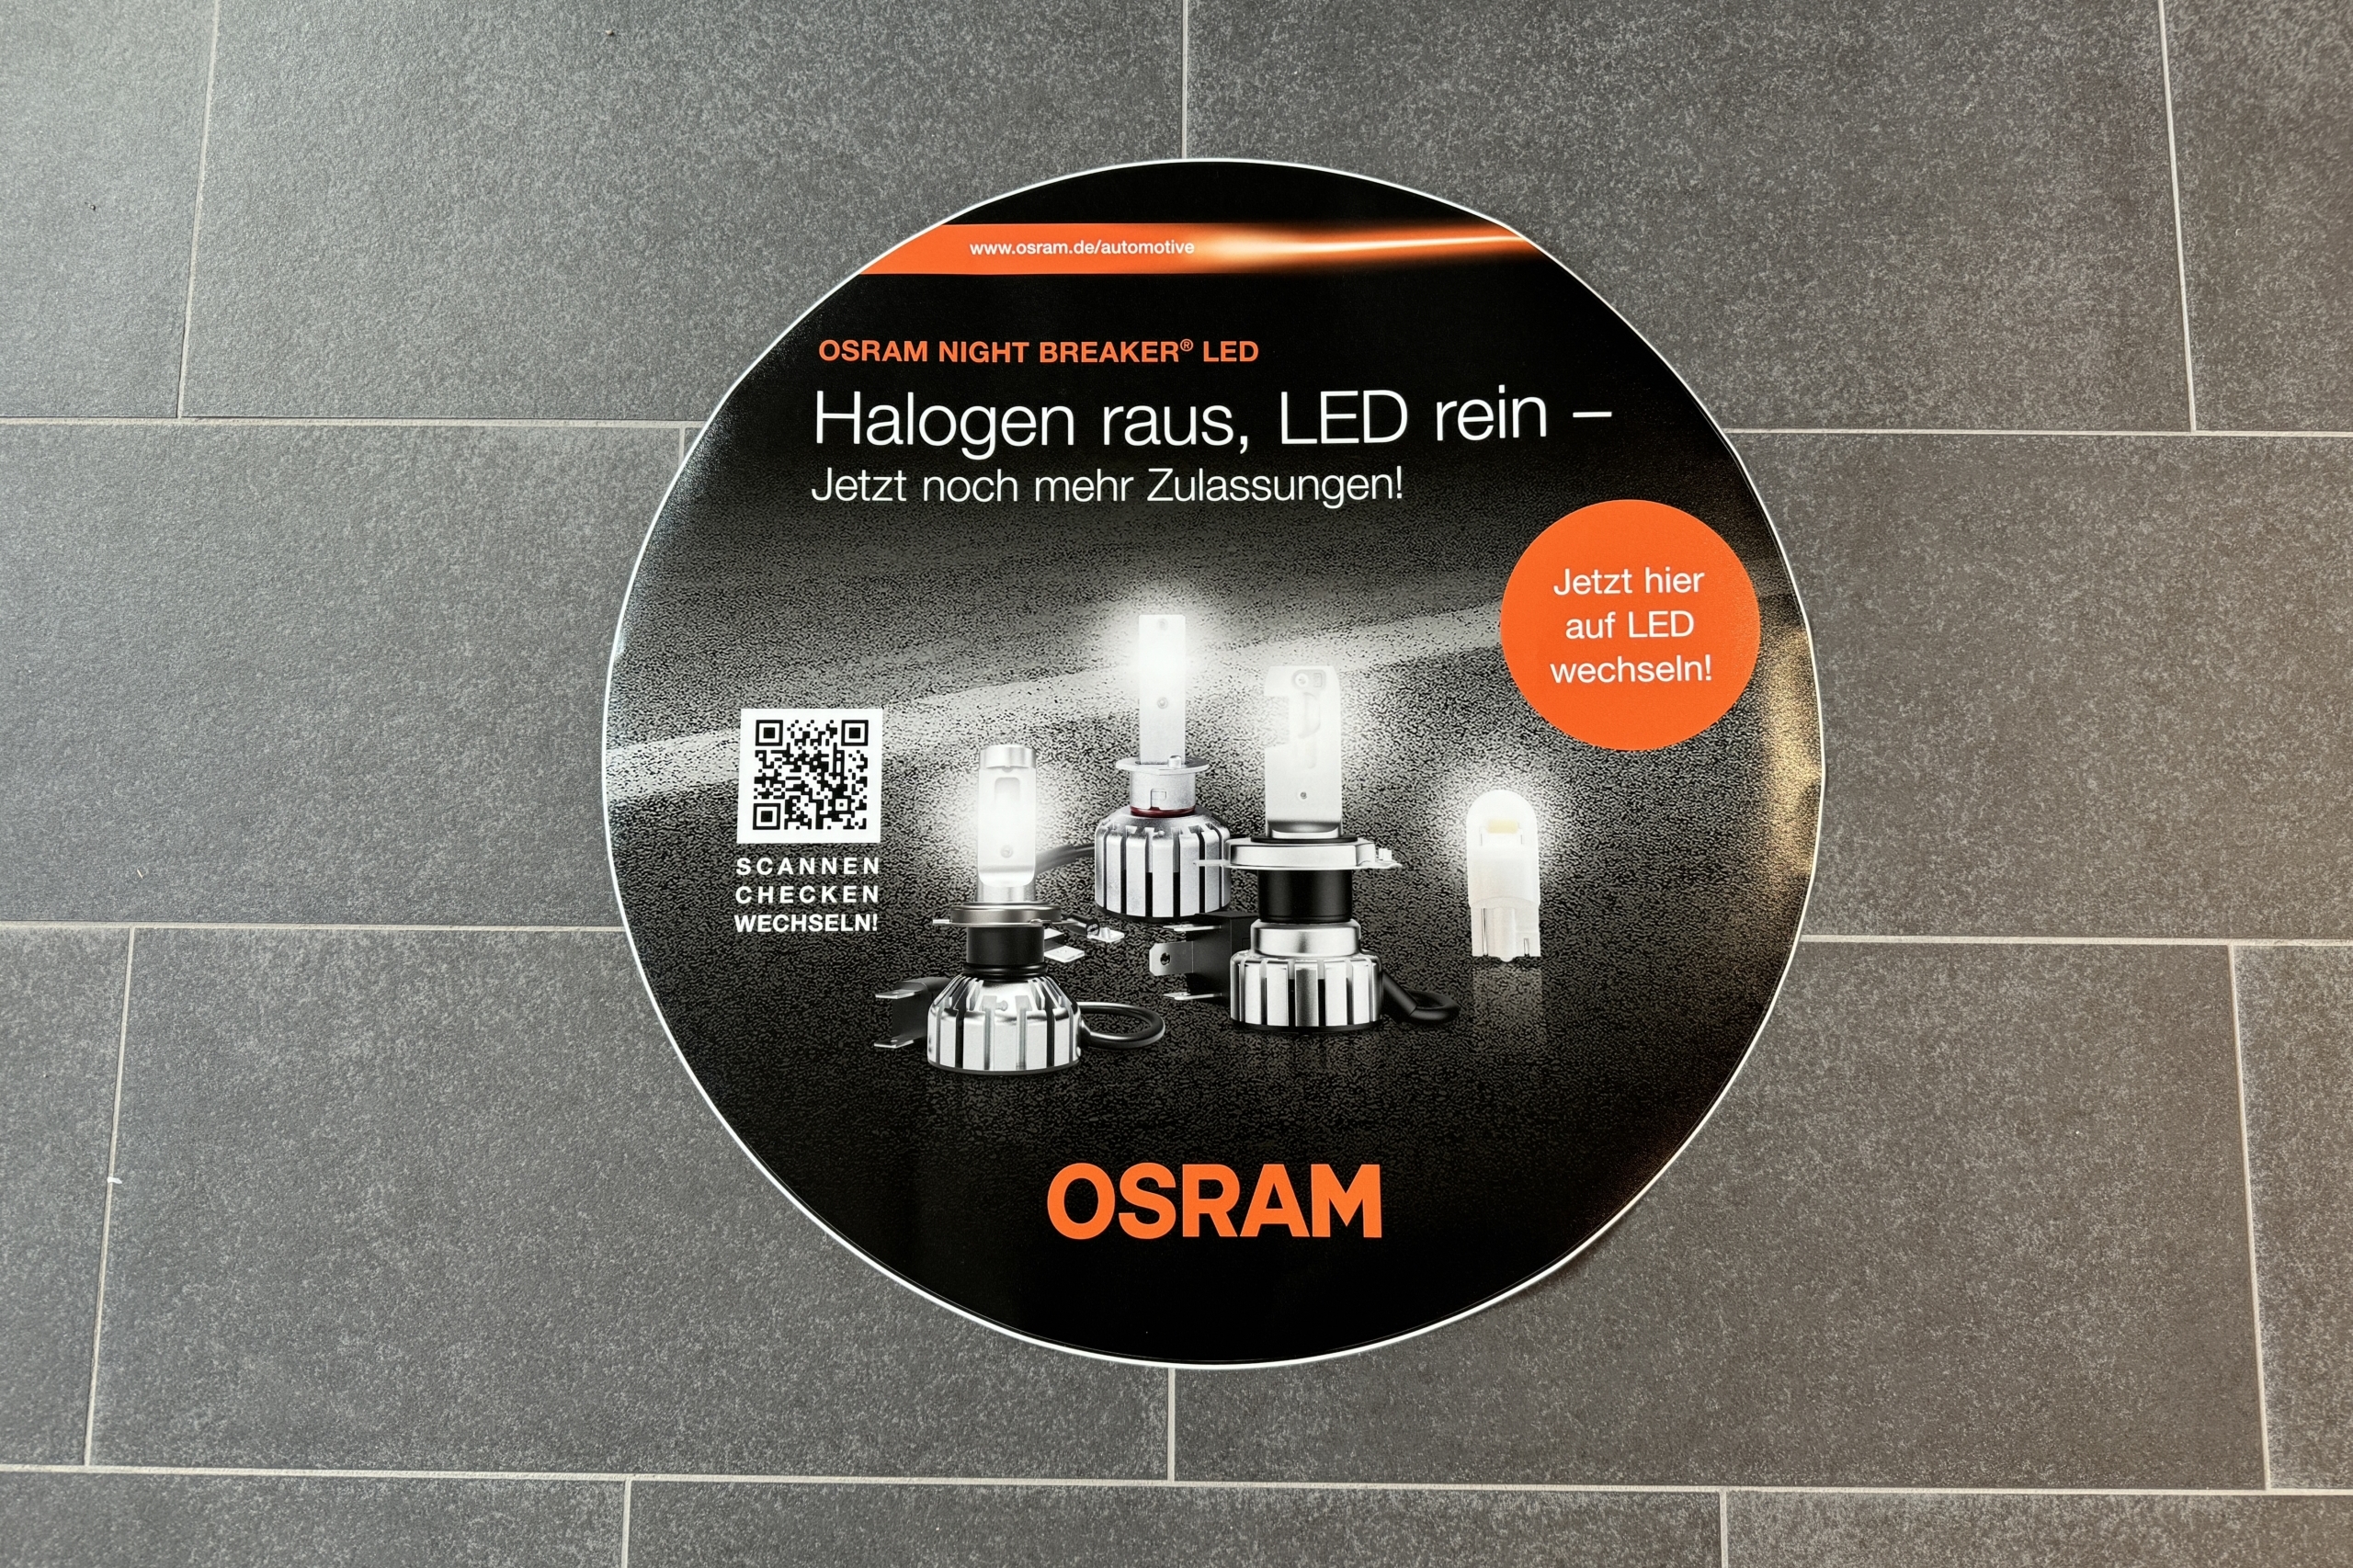 www.osram.de/automotive
OSRAM NIGHT BREAKER® LED
Halogen raus, LED rein –
Jetzt noch mehr Zulassungen!
Jetzt hier
auf LED
wechseln!
SCANNEN
CHECKEN
WECHSELN!
OSRAM